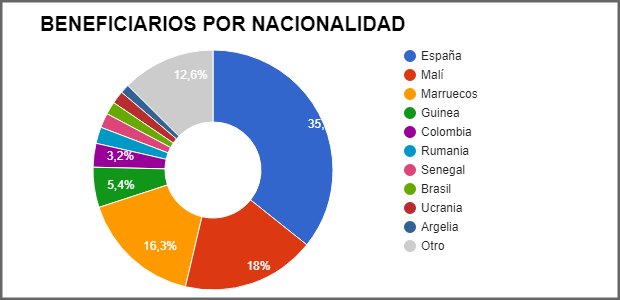 BENEFICIARIOS POR NACIONALIDAD
12,6%
35,
3,2%
5,4%
16,3%
18%
España
Malí
Marruecos
Guinea
Colombia
Rumania
Senegal
Brasil
Ucrania
Argelia
Otro